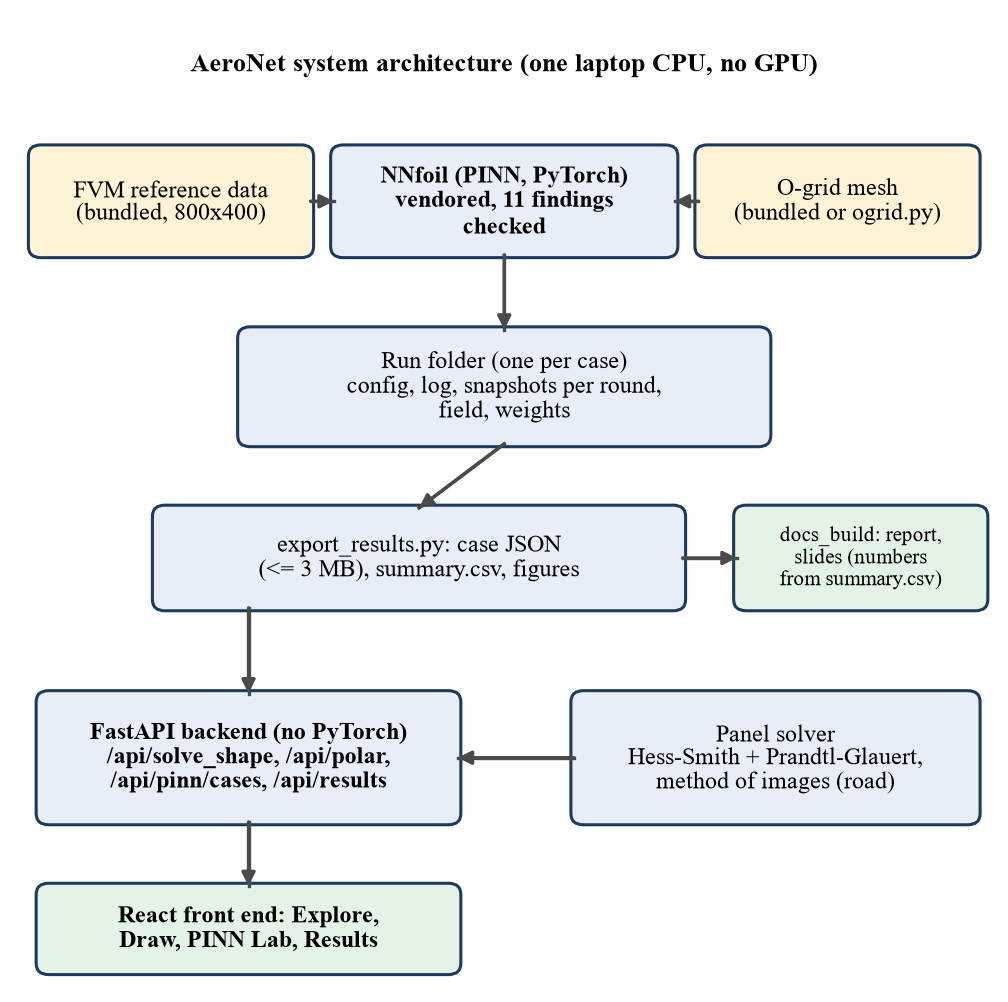 AeroNet system architecture (one laptop CPU, no GPU)
FVM reference data
(bundled, 800x400)
NNfoil (PINN, PyTorch)
vendored, 11 findings
checked
O-grid mesh
(bundled or ogrid.py)
Run folder (one per case)
config, log, snapshots per round,
field, weights
export_results.py: case JSON
(<= 3 MB), summary.csv, figures
docs_build: report,
slides (numbers
from summary.csv)
FastAPI backend (no PyTorch)
/api/solve_shape, /api/polar,
/api/pinn/cases, /api/results
Panel solver
Hess-Smith + Prandtl-Glauert,
method of images (road)
React front end: Explore,
Draw, PINN Lab, Results